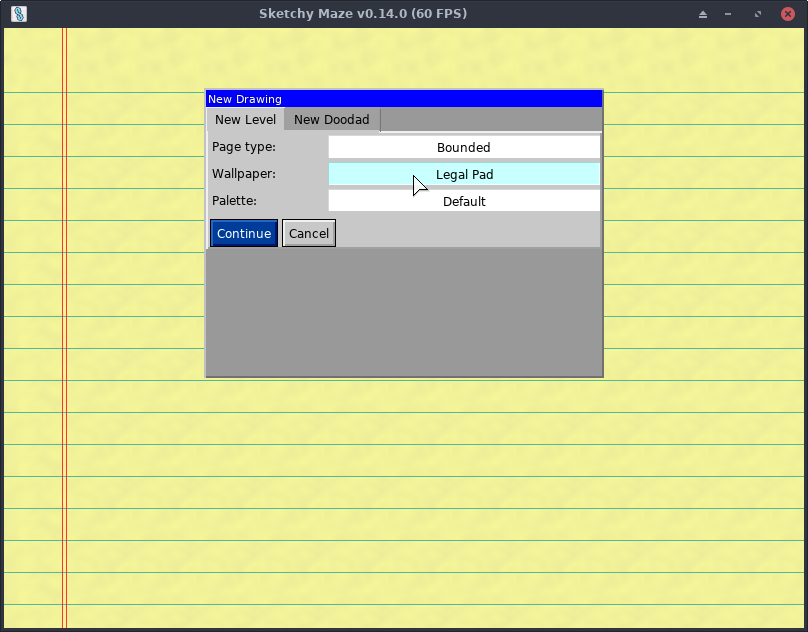 Sketchy Maze v0.14.0 (60 FPS)
New Drawing
New Level New Doodad
Page type: Bounded
Wallpaper: Legal Pad
Palette: Default
Continue Cancel